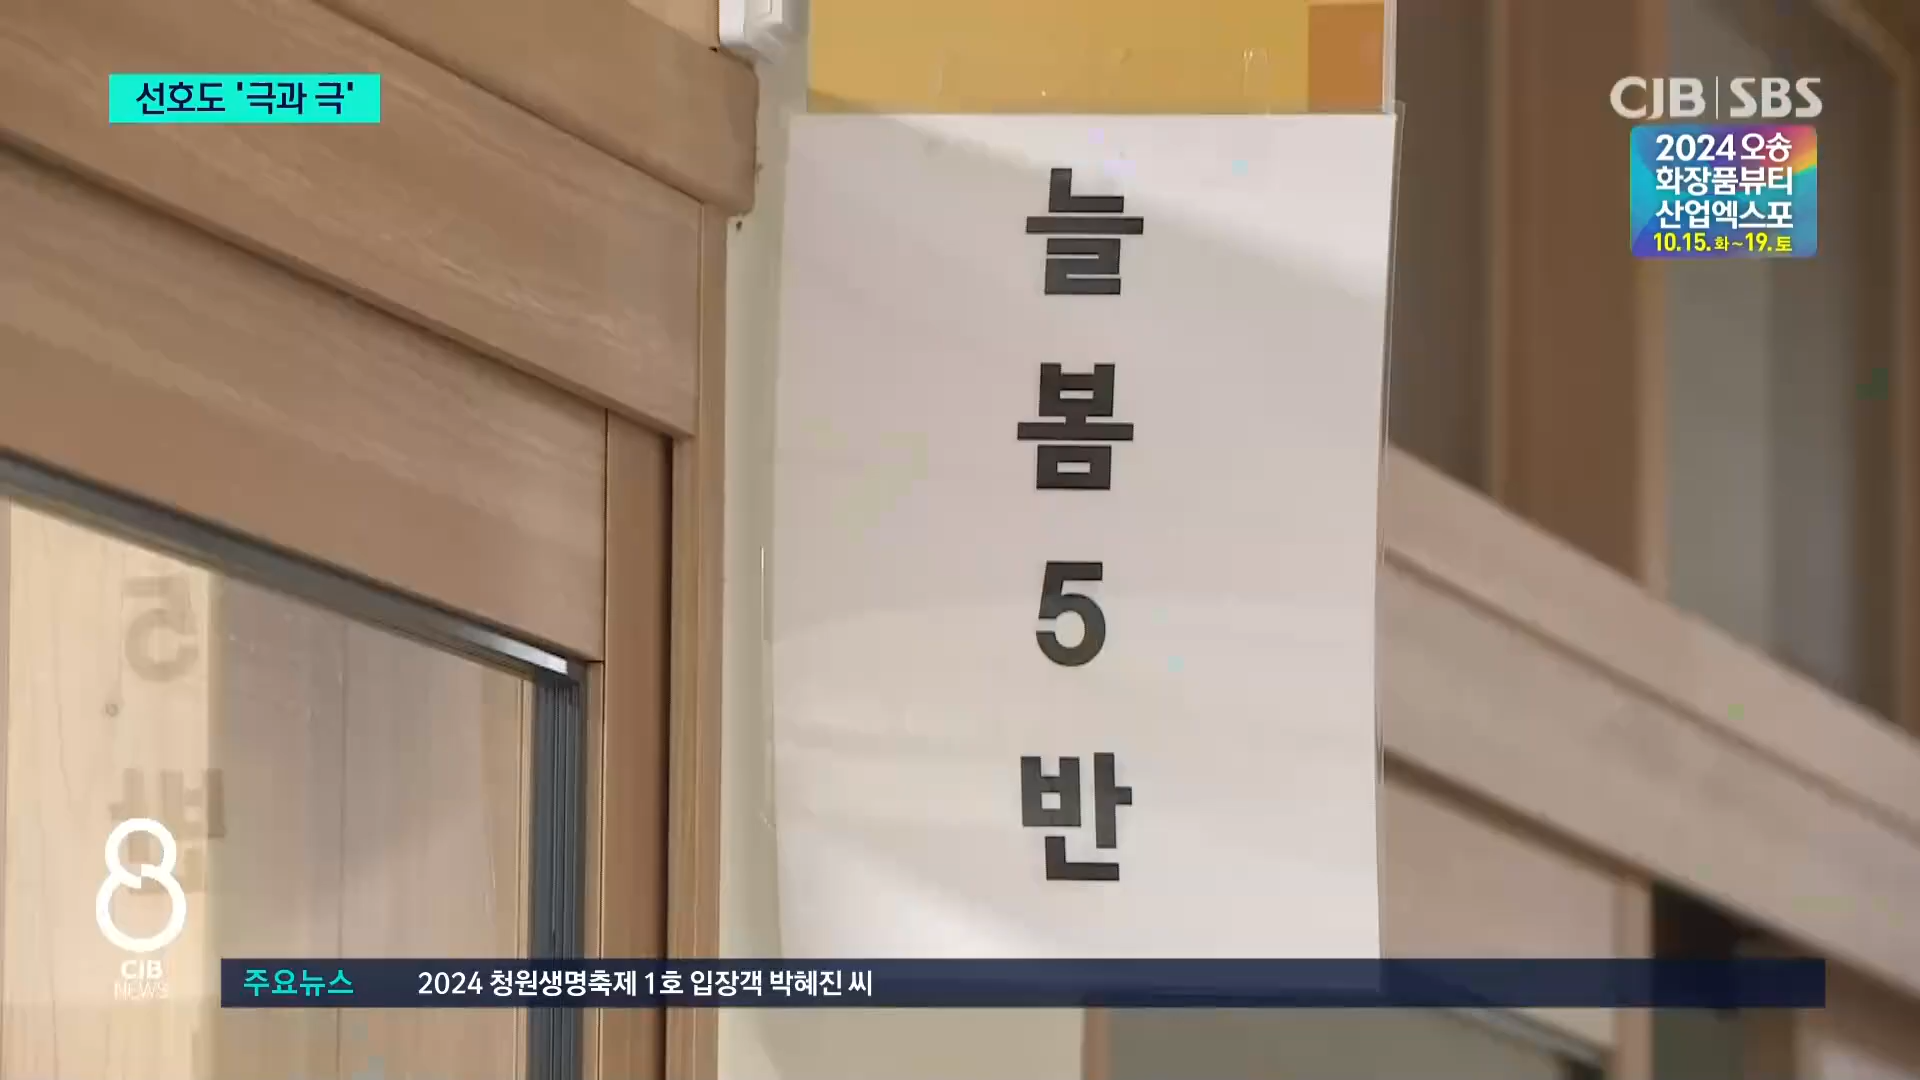 선호도 '극과 극'
CJB SBS
2024 오송
화장품뷰티
산업엑스포
10.15.화~19.토
늘
봄
5
반
5
반
8
CJB
NEWS
주요뉴스 2024 청원생명축제 1호 입장객 박혜진 씨